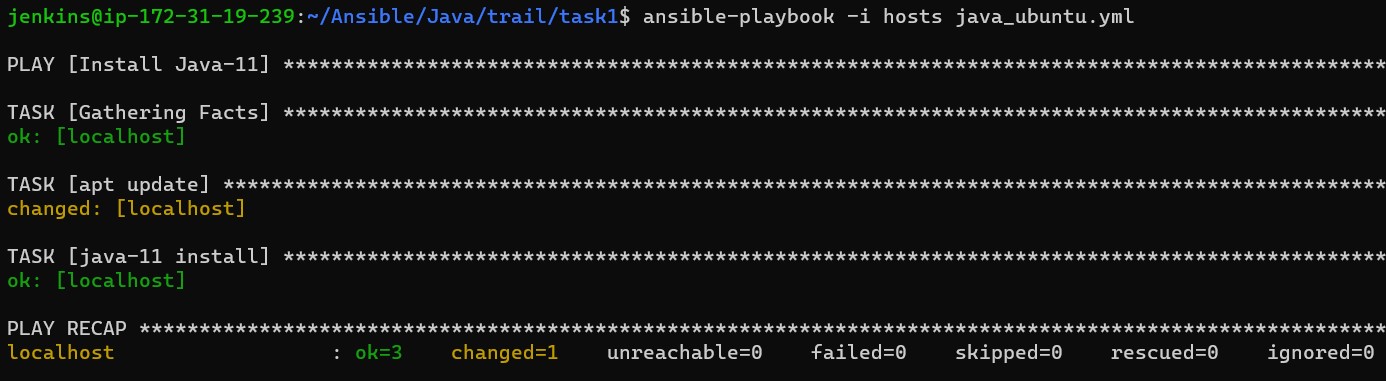 jenkins@ip-172-31-19-239:~/Ansible/Java/trail/task1$ ansible-playbook -i hosts java_ubuntu.yml
PLAY [Install Java-11] ********************************************************************************************
TASK [Gathering Facts] ********************************************************************************************
ok: [localhost]
TASK [apt update] *************************************************************************************************
changed: [localhost]
TASK [java-11 install] ********************************************************************************************
ok: [localhost]
PLAY RECAP ********************************************************************************************************
localhost : ok=3 changed=1 unreachable=0 failed=0 skipped=0 rescued=0 ignored=0